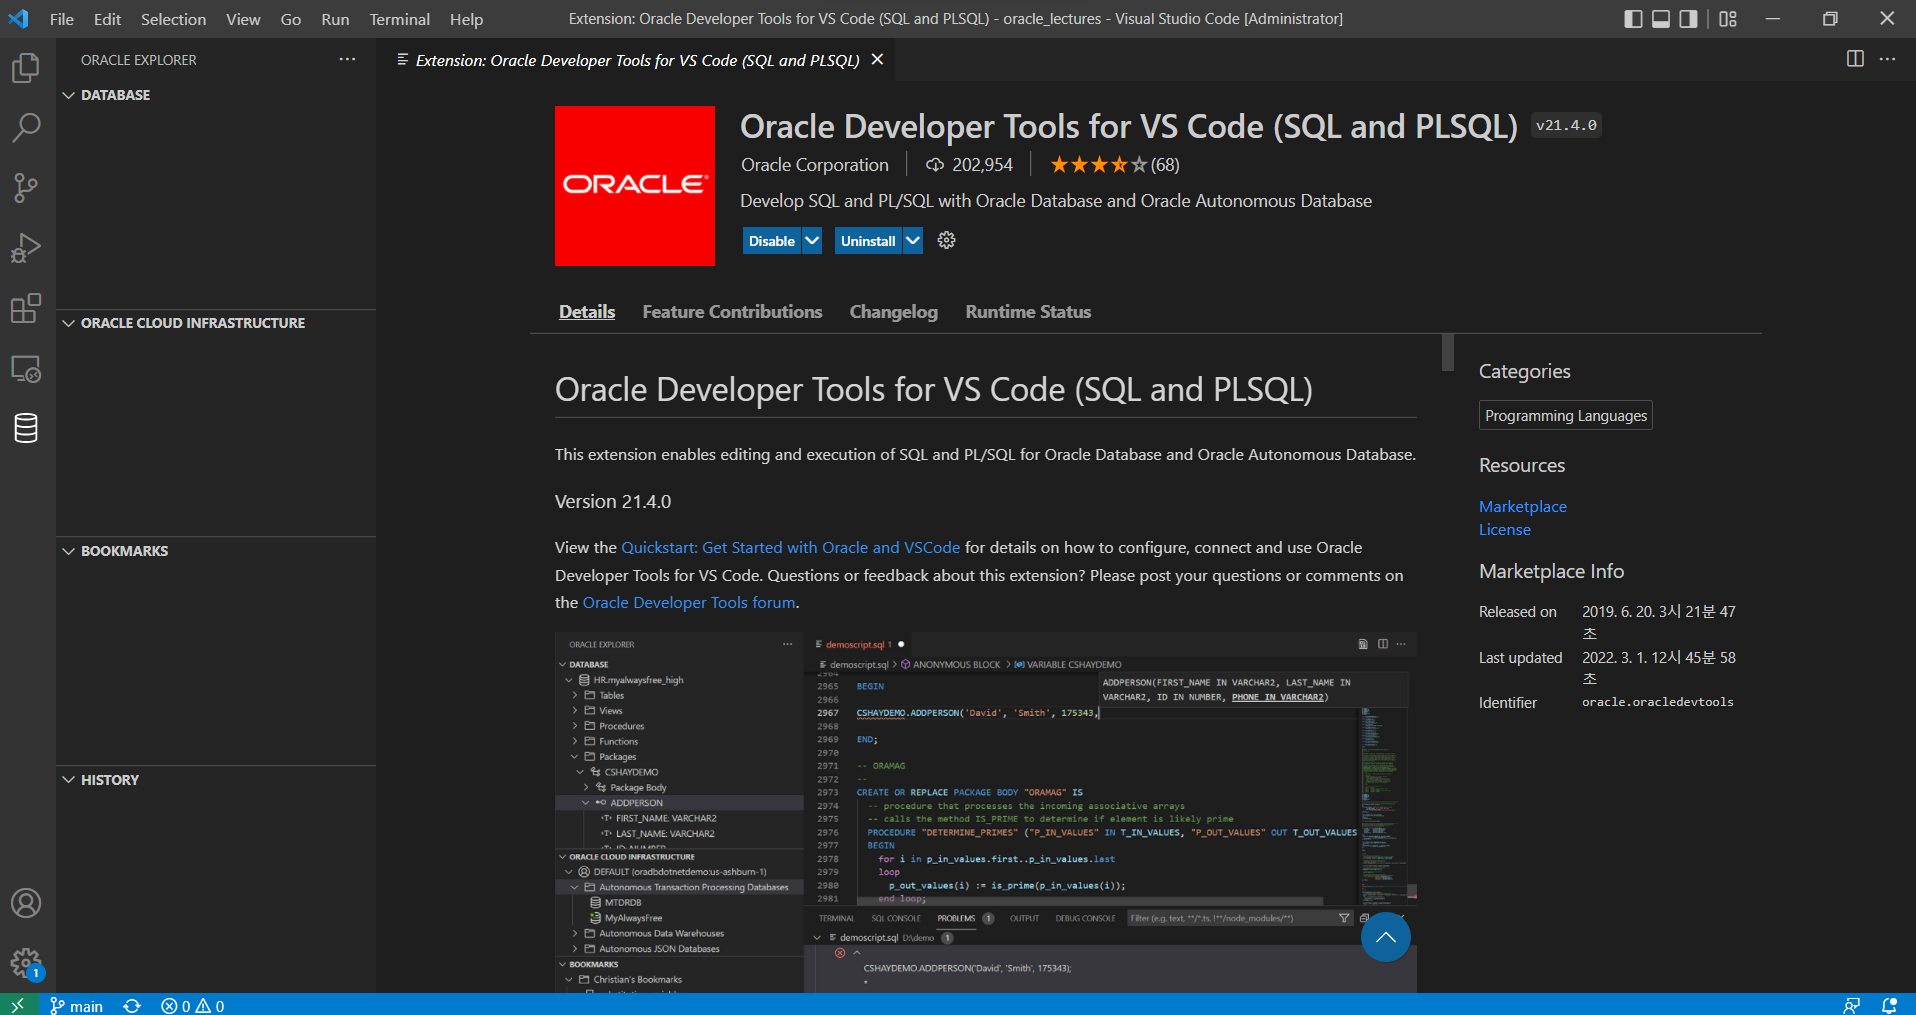 File Edit Selection View Go Run Terminal Help
Extension: Oracle Developer Tools for VS Code (SQL and PLSQL) - oracle_lectures - Visual Studio Code [Administrator]
ORACLE EXPLORER
DATABASE
ORACLE CLOUD INFRASTRUCTURE
BOOKMARKS
HISTORY
Extension: Oracle Developer Tools for VS Code (SQL and PLSQL)
ORACLE
Oracle Developer Tools for VS Code (SQL and PLSQL) v21.4.0
Oracle Corporation 202,954 (68)
Develop SQL and PL/SQL with Oracle Database and Oracle Autonomous Database
Disable Uninstall
Details Feature Contributions Changelog Runtime Status
Oracle Developer Tools for VS Code (SQL and PLSQL)
This extension enables editing and execution of SQL and PL/SQL for Oracle Database and Oracle Autonomous Database.
Version 21.4.0
View the Quickstart: Get Started with Oracle and VSCode for details on how to configure, connect and use Oracle
Developer Tools for VS Code. Questions or feedback about this extension? Please post your questions or comments on
the Oracle Developer Tools forum.
ORACLE EXPLORER
DATABASE
HR.myalwaysfree_high
Tables
Views
Procedures
Functions
Packages
CSHAYDEMO
Package Body
ADDPERSON
FIRST_NAME: VARCHAR2
LAST_NAME: VARCHAR2
ID: NUMBER
ORACLE CLOUD INFRASTRUCTURE
DEFAULT (oradbdotnetdemo:us-ashburn-1)
Autonomous Transaction Processing Databases
MTDRDB
MyAlwaysFree
Autonomous Data Warehouses
Autonomous JSON Databases
BOOKMARKS
Christian's Bookmarks
demoscript.sql 1
demoscript.sql > ANONYMOUS BLOCK > VARIABLE CSHAYDEMO
2964
2965 BEGIN
2966
2967 CSHAYDEMO.ADDPERSON('David', 'Smith', 175343,
ADDPERSON(FIRST_NAME IN VARCHAR2, LAST_NAME IN
VARCHAR2, ID IN NUMBER, PHONE IN VARCHAR2)
2968
2969 END;
2970
2971 -- ORAMAG
2972 --
2973 CREATE OR REPLACE PACKAGE BODY "ORAMAG" IS
2974 -- procedure that processes the incoming associative arrays
2975 -- calls the method IS_PRIME to determine if element is likely prime
2976 PROCEDURE "DETERMINE_PRIMES" ("P_IN_VALUES" IN T_IN_VALUES, "P_OUT_VALUES" OUT T_OUT_VALUES
2977 BEGIN
2978 for i in p_in_values.first..p_in_values.last
2979 loop
2980 p_out_values(i) := is_prime(p_in_values(i));
2981 end loop;
TERMINAL SQL CONSOLE PROBLEMS 1 OUTPUT DEBUG CONSOLE Filter (e.g. text, **/*.ts, !**/node_modules/**)
demoscript.sql D:\demo 1
CSHAYDEMO.ADDPERSON('David', 'Smith', 175343);
*
Categories
Programming Languages
Resources
Marketplace
License
Marketplace Info
Released on 2019. 6. 20. 3시 21분 47
초
Last updated 2022. 3. 1. 12시 45분 58
초
Identifier oracle.oracledevtools
1
main 0 0